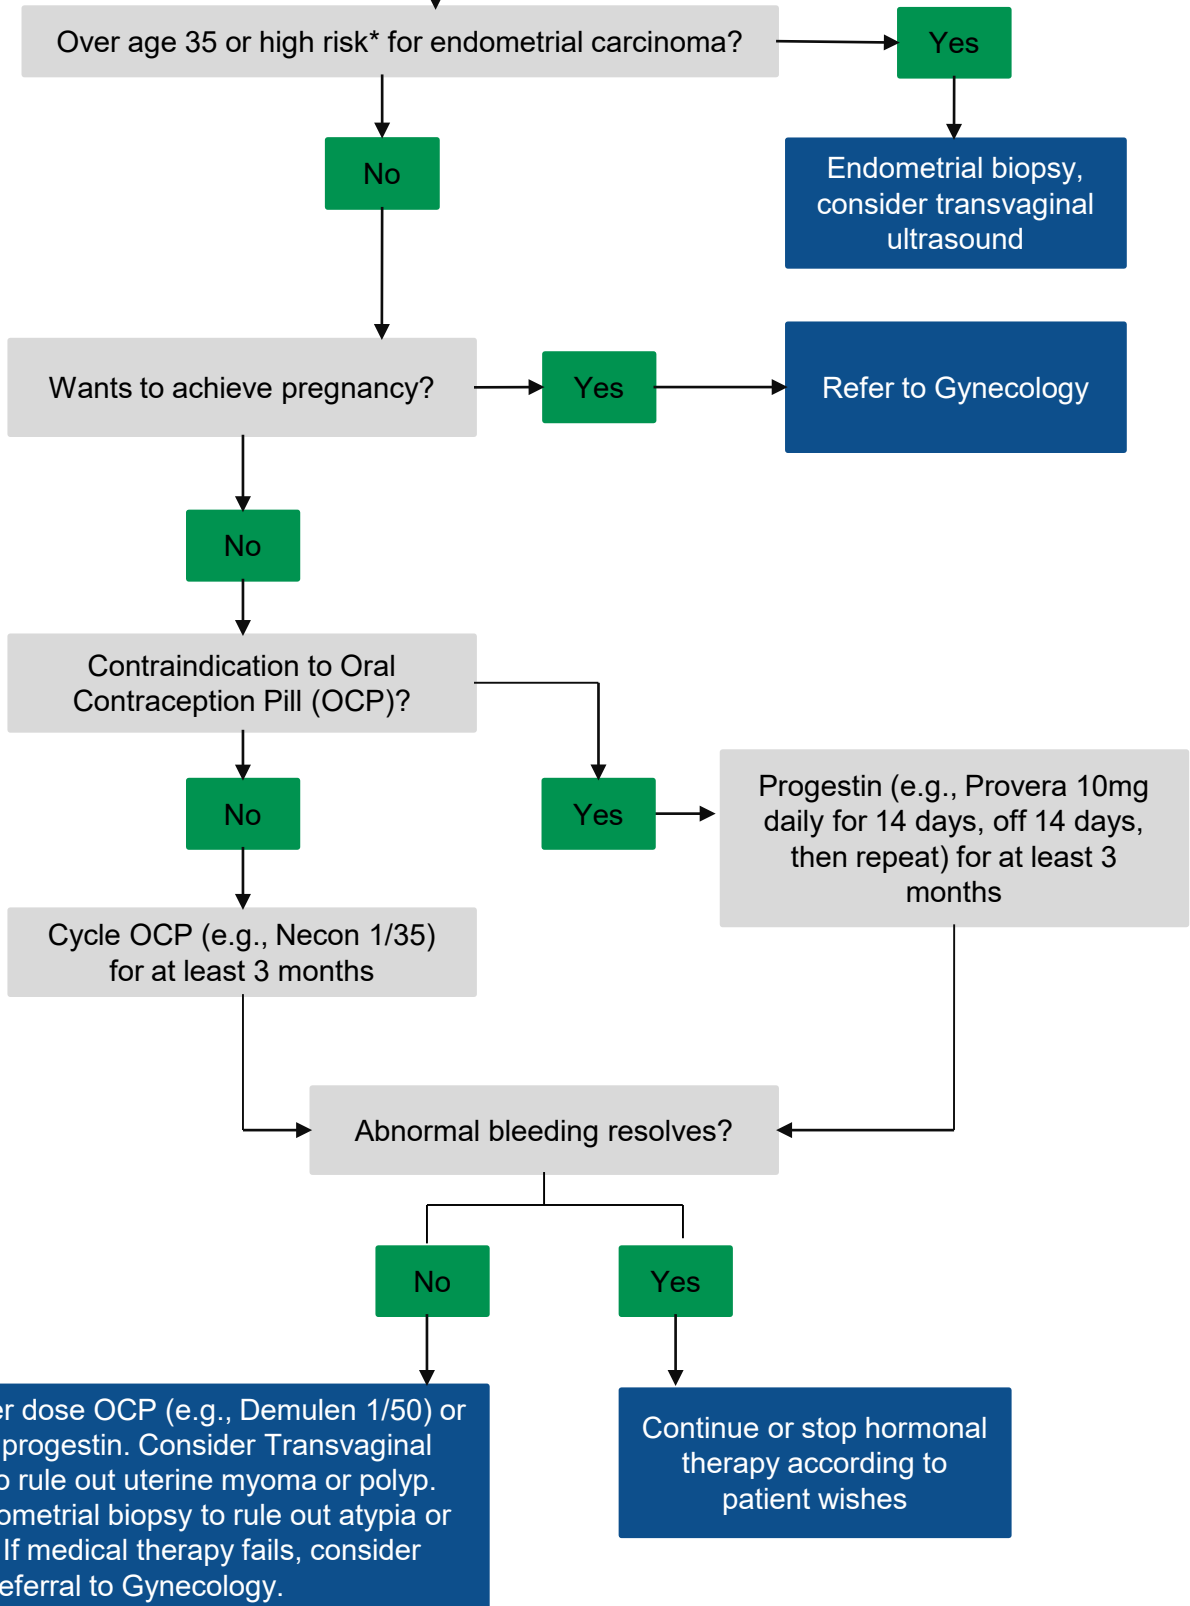 Over age 35 or high risk* for endometrial carcinoma?
Yes
No
Endometrial biopsy,
consider transvaginal
ultrasound
Wants to achieve pregnancy?
Yes
Refer to Gynecology
No
Contraindication to Oral
Contraception Pill (OCP)?
No
Yes
Progestin (e.g., Provera 10mg
daily for 14 days, off 14 days,
then repeat) for at least 3
months
Cycle OCP (e.g., Necon 1/35)
for at least 3 months
Abnormal bleeding resolves?
No
Yes
dose OCP (e.g., Demulen 1/50) or
progestin. Consider Transvaginal
rule out uterine myoma or polyp.
biopsy to rule out atypia or
If medical therapy fails, consider
to Gynecology.
Continue or stop hormonal
therapy according to
patient wishes